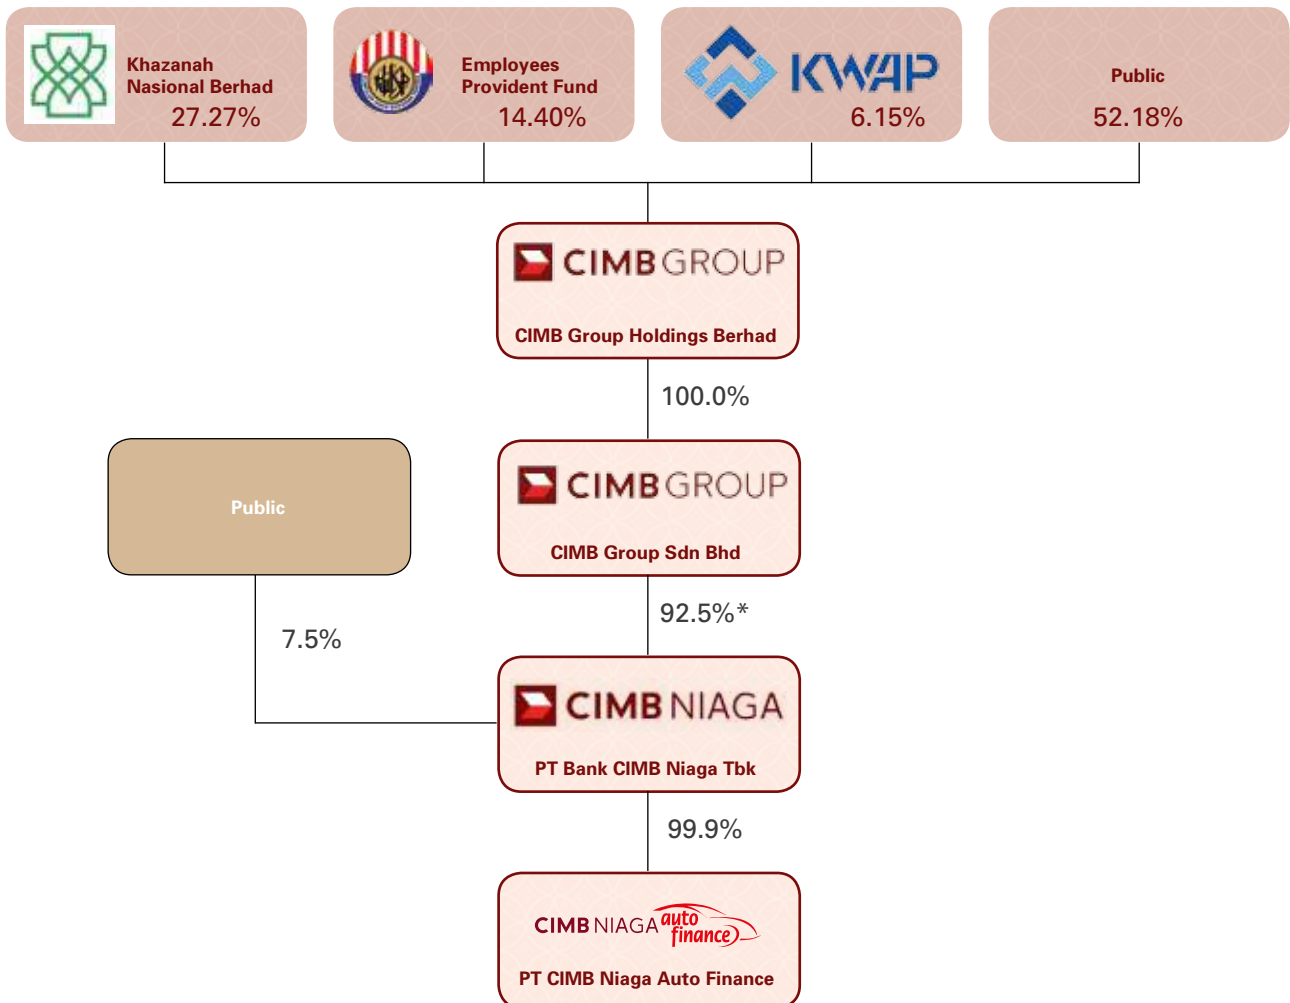 Khazanah
Nasional Berhad
27.27%
Employees
Provident Fund
14.40%
KWAP
6.15%
Public
52.18%
CIMB GROUP
CIMB Group Holdings Berhad
100.0%
Public
CIMB GROUP
CIMB Group Sdn Bhd
92.5%*
7.5%
CIMB NIAGA
PT Bank CIMB Niaga Tbk
99.9%
CIMB NIAGA auto
finance
PT CIMB Niaga Auto Finance